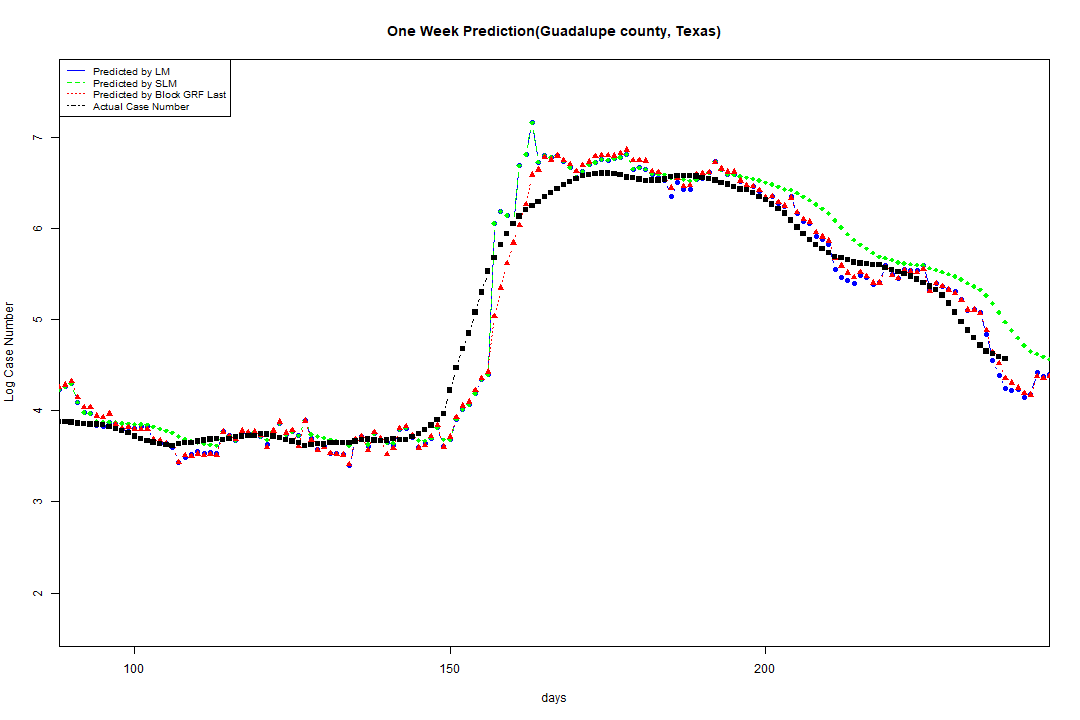 One Week Prediction(Guadalupe county, Texas)
Predicted by LM
Predicted by SLM
Predicted by Block GRF Last
Actual Case Number
7
6
5
4
3
2
Log Case Number
100 150 200
days